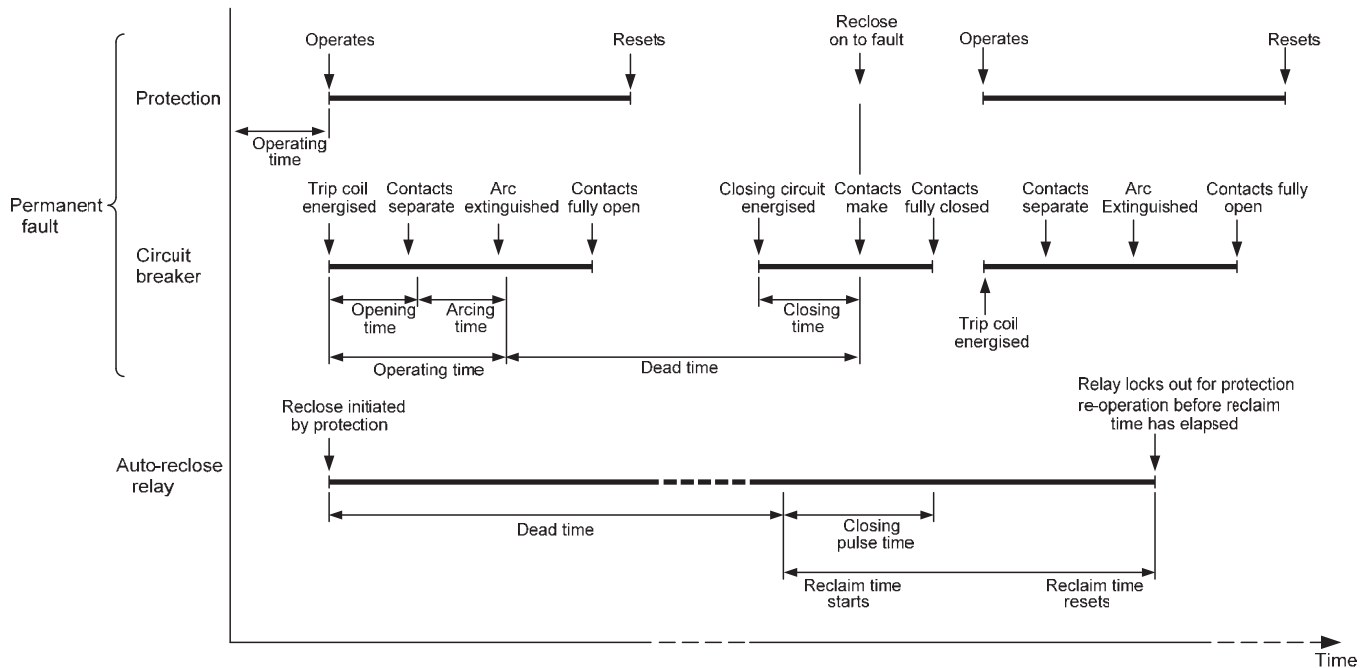 Reclose
on to fault
Operates
Resets
Operates
Resets
Protection
Operating
time
Permanent
fault
Trip coil
energised
Contacts
separate
Arc
extinguished
Contacts
fully open
Closing circuit
energised
Contacts
make
Contacts
fully closed
Contacts
separate
Arc
Extinguished
Contacts fully
open
Circuit
breaker
Opening
time
Arcing
time
Closing
time
Trip coil
energised
Operating time
Dead time
Reclose initiated
by protection
Relay locks out for protection
re-operation before reclaim
time has elapsed
Auto-reclose
relay
Dead time
Closing
pulse time
Reclaim time
starts
Reclaim time
resets
Time